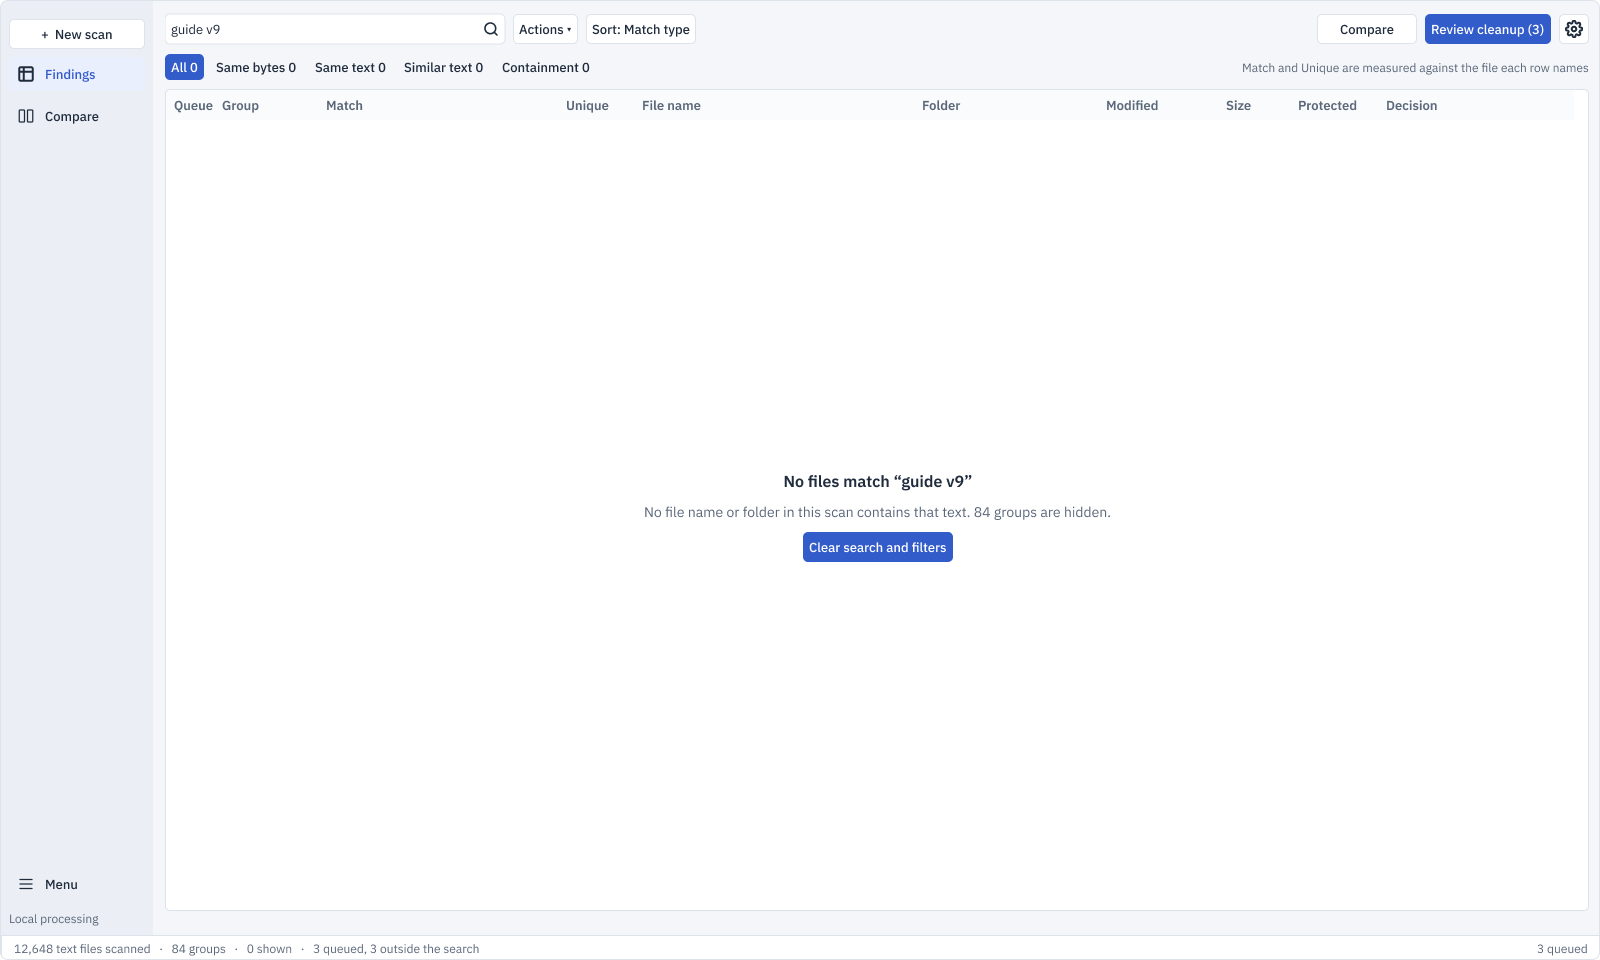 + New scan
Findings
Compare
Menu
Local processing
guide v9
Actions ▾
Sort: Match type
Compare
Review cleanup (3)
All 0
Same bytes 0
Same text 0
Similar text 0
Containment 0
Match and Unique are measured against the file each row names
Queue Group Match Unique File name Folder Modified Size Protected Decision
No files match “guide v9”
No file name or folder in this scan contains that text. 84 groups are hidden.
Clear search and filters
12,648 text files scanned · 84 groups · 0 shown · 3 queued, 3 outside the search
3 queued